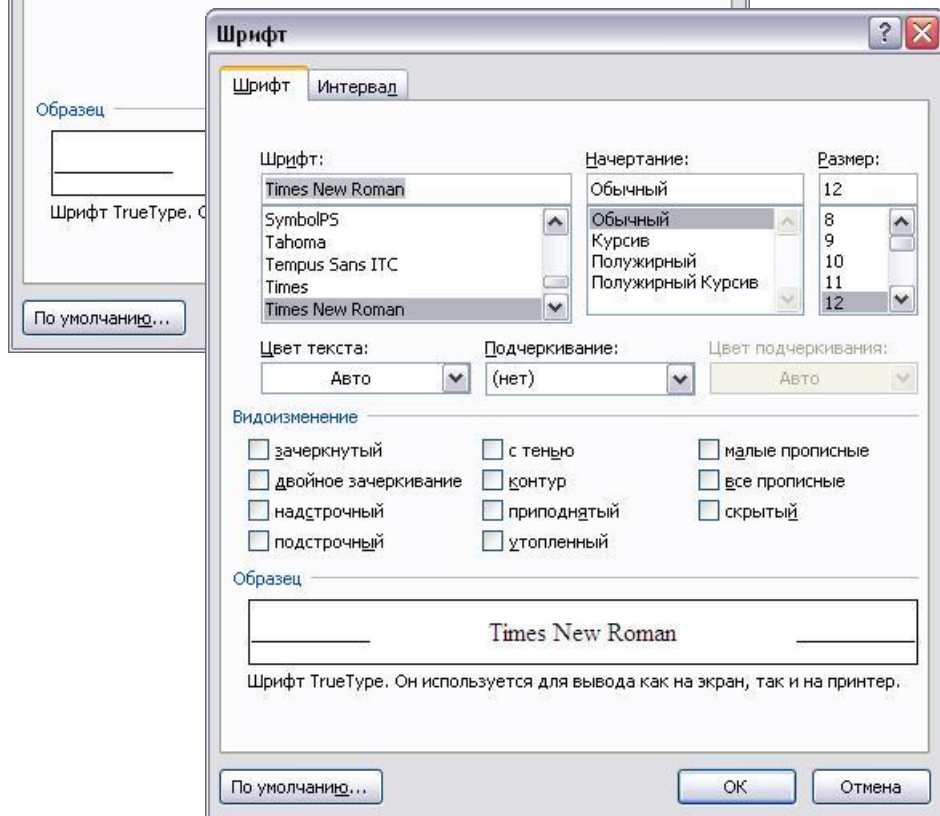 Шрифт
Шрифт Интервал
Шрифт: Начертание: Размер:
Times New Roman Обычный 12
SymbolPS Обычный 8
Tahoma Курсив 9
Tempus Sans ITC Полужирный 10
Times Полужирный Курсив 11
Times New Roman 12
Цвет текста: Подчеркивание: Цвет подчеркивания:
Авто (нет) Авто
Видоизменение
зачеркнутый с тенью малые прописные
двойное зачеркивание контур все прописные
надстрочный приподнятый скрытый
подстрочный утопленный
Образец
Times New Roman
Шрифт TrueType. Он используется для вывода как на экран, так и на принтер.
По умолчанию... ОК Отмена
Образец
Шрифт TrueType.
По умолчанию...